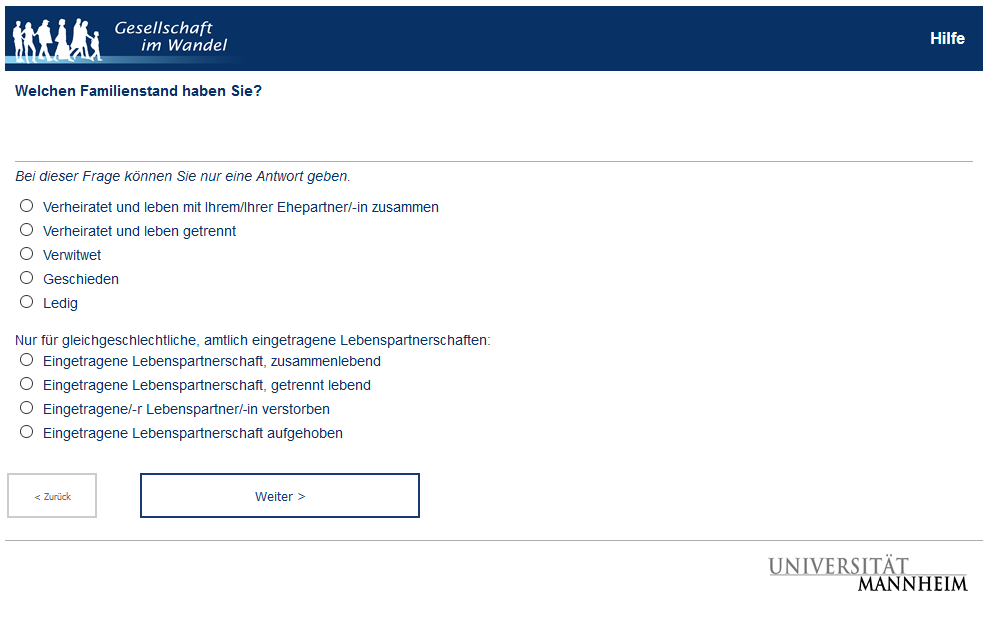 Gesellschaft
im Wandel
Hilfe
Welchen Familienstand haben Sie?
Bei dieser Frage können Sie nur eine Antwort geben.
Verheiratet und leben mit Ihrem/Ihrer Ehepartner/-in zusammen
Verheiratet und leben getrennt
Verwitwet
Geschieden
Ledig
Nur für gleichgeschlechtliche, amtlich eingetragene Lebenspartnerschaften:
Eingetragene Lebenspartnerschaft, zusammenlebend
Eingetragene Lebenspartnerschaft, getrennt lebend
Eingetragene/-r Lebenspartner/-in verstorben
Eingetragene Lebenspartnerschaft aufgehoben
< Zurück
Weiter >
UNIVERSITÄT
MANNHEIM